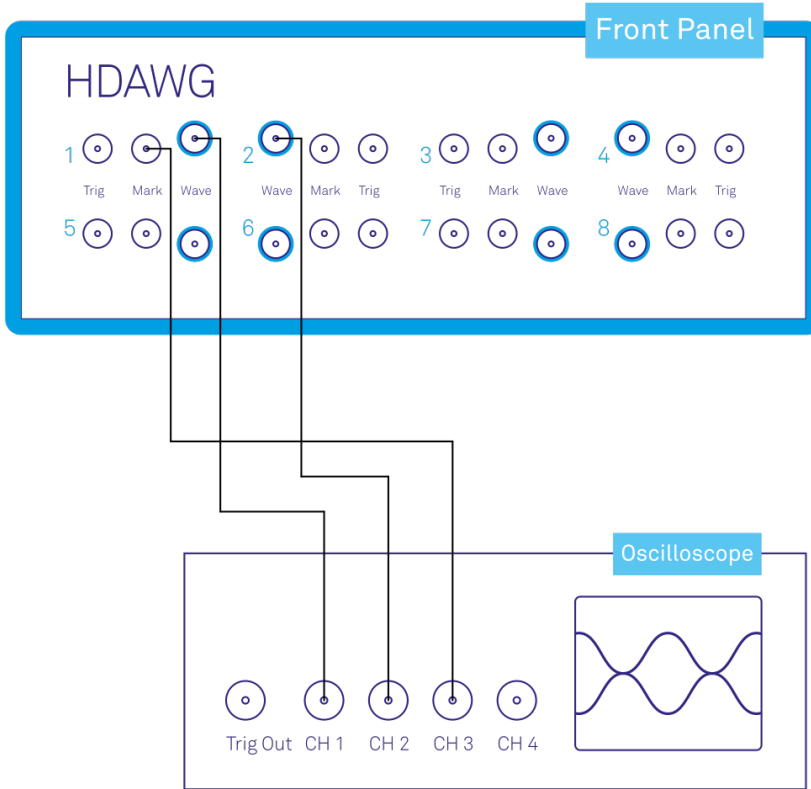 Front Panel
HDAWG
1 2 3 4
Trig Mark Wave Wave Mark Trig Trig Mark Wave Wave Mark Trig
5 6 7 8
Oscilloscope
Trig Out CH 1 CH 2 CH 3 CH 4